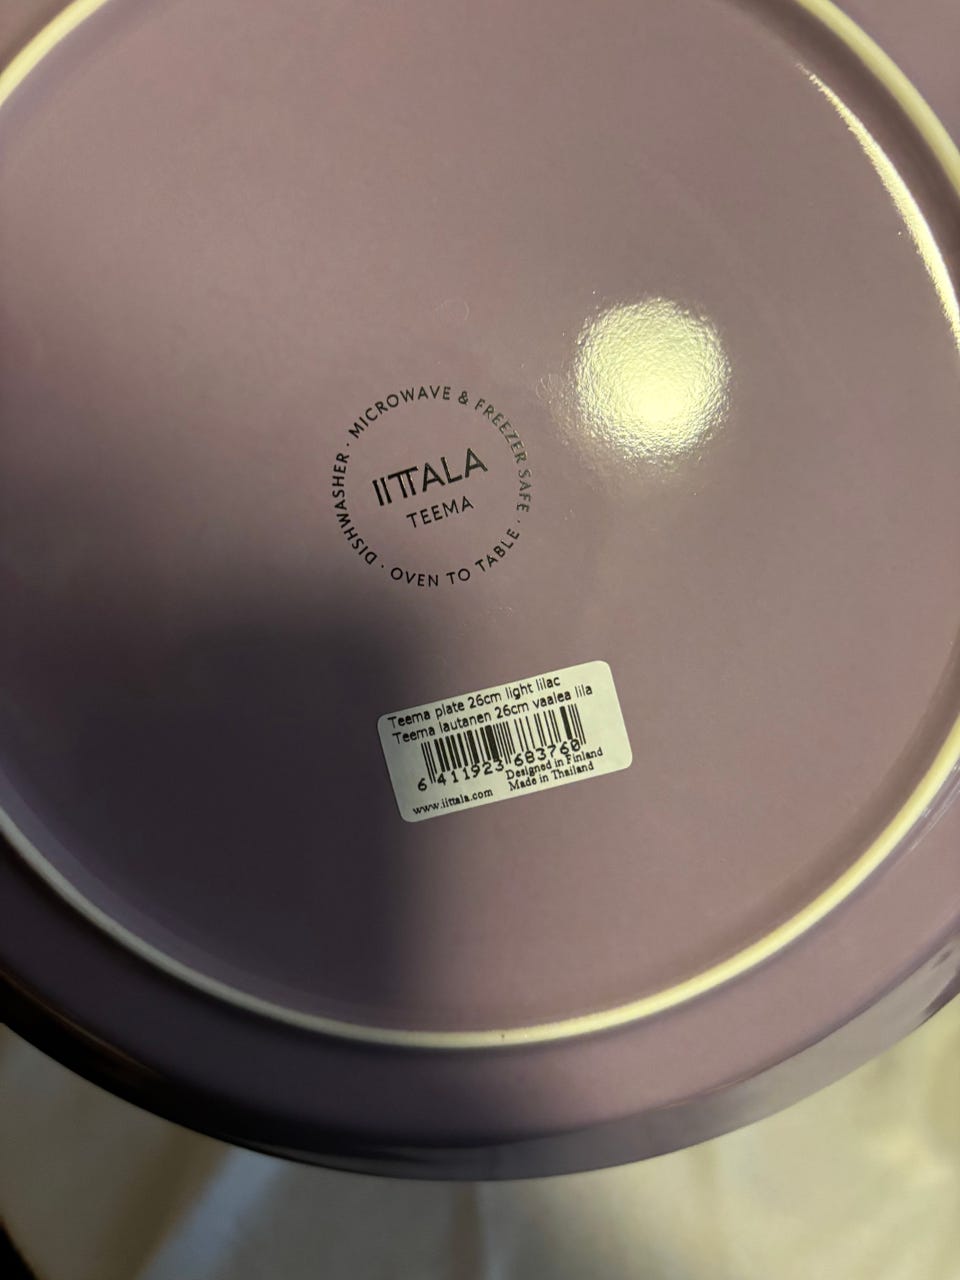 MICROWAVE & FREEZER SAFE · OVEN TO TABLE · DISHWASHER ·
IITTALA
TEEMA
Teema plate 26cm light lilac
Teema lautanen 26cm vaalea lila
6 411923 683760
Designed in Finland
www.iittala.com Made in Thailand